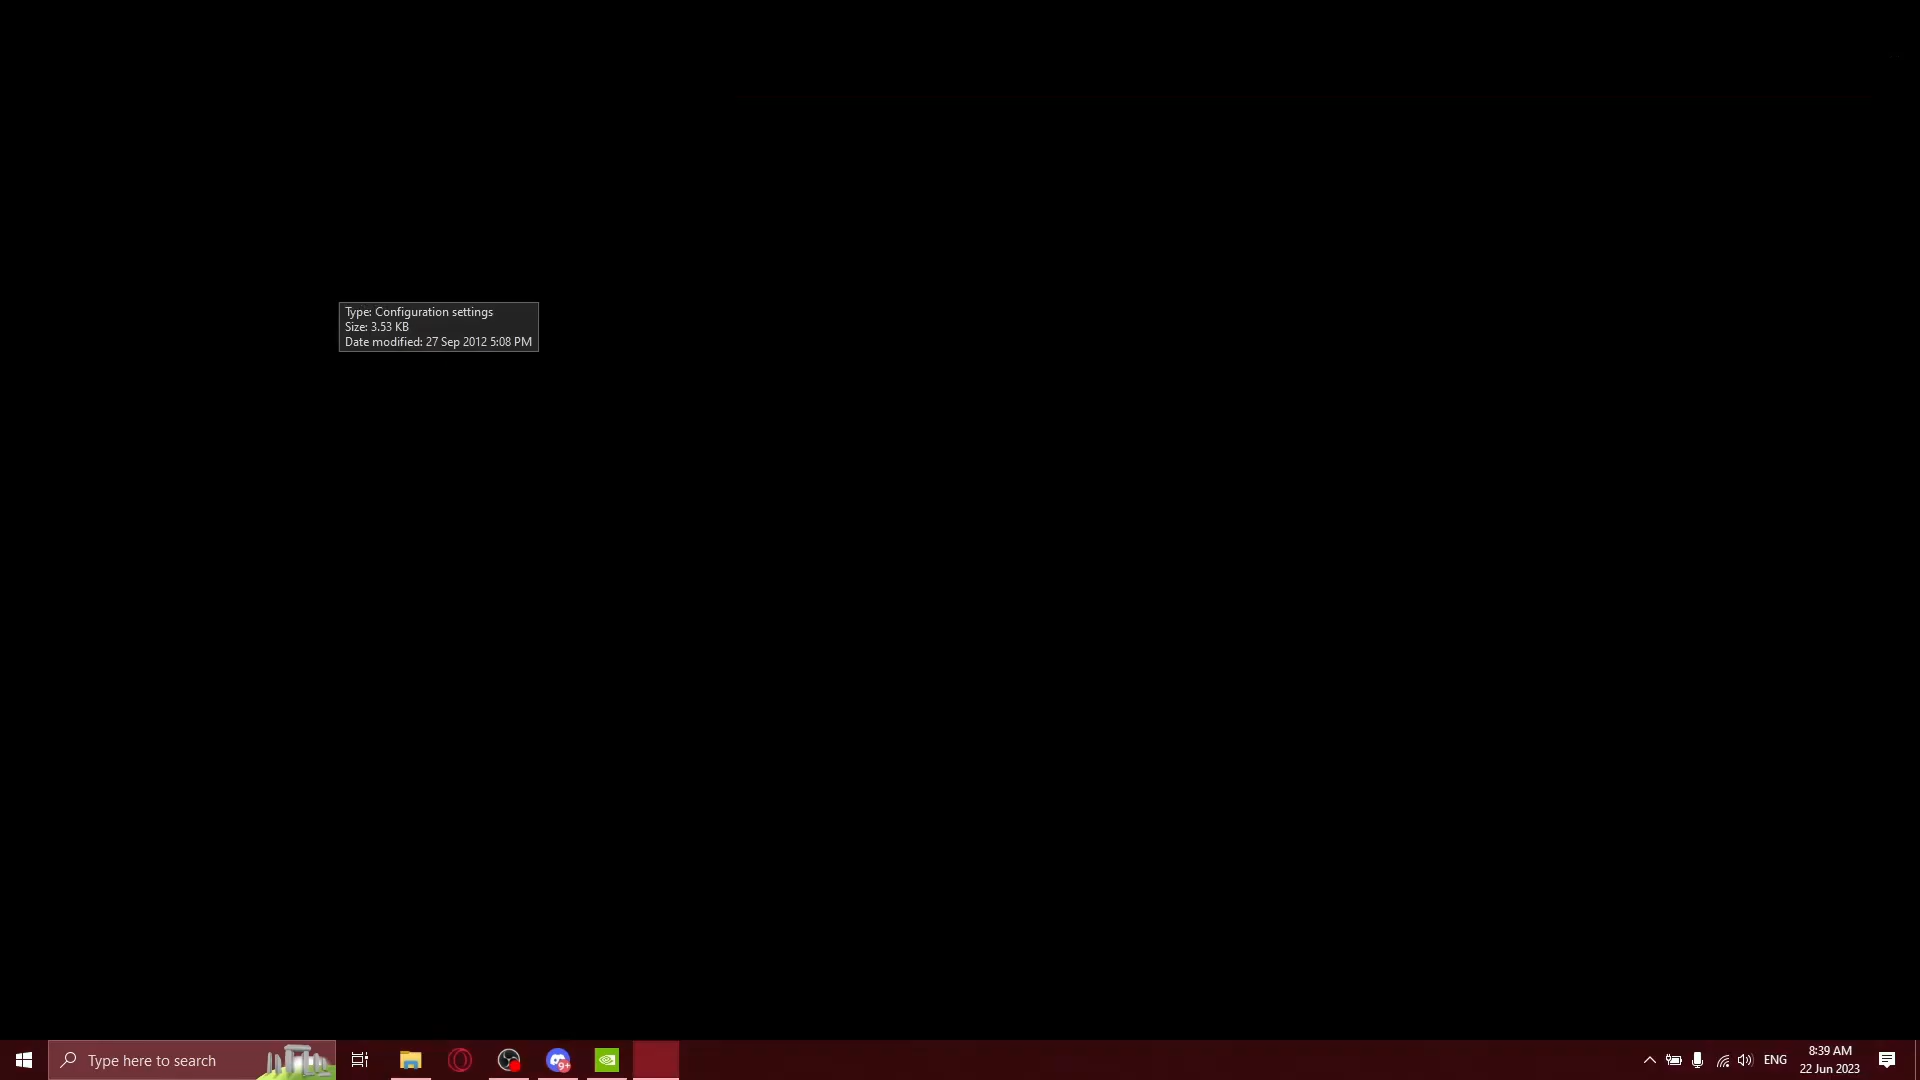 Type: Configuration settings
Size: 3.53 KB
Date modified: 27 Sep 2012 5:08 PM
Type here to search
9+
ENG
8:39 AM
22 Jun 2023